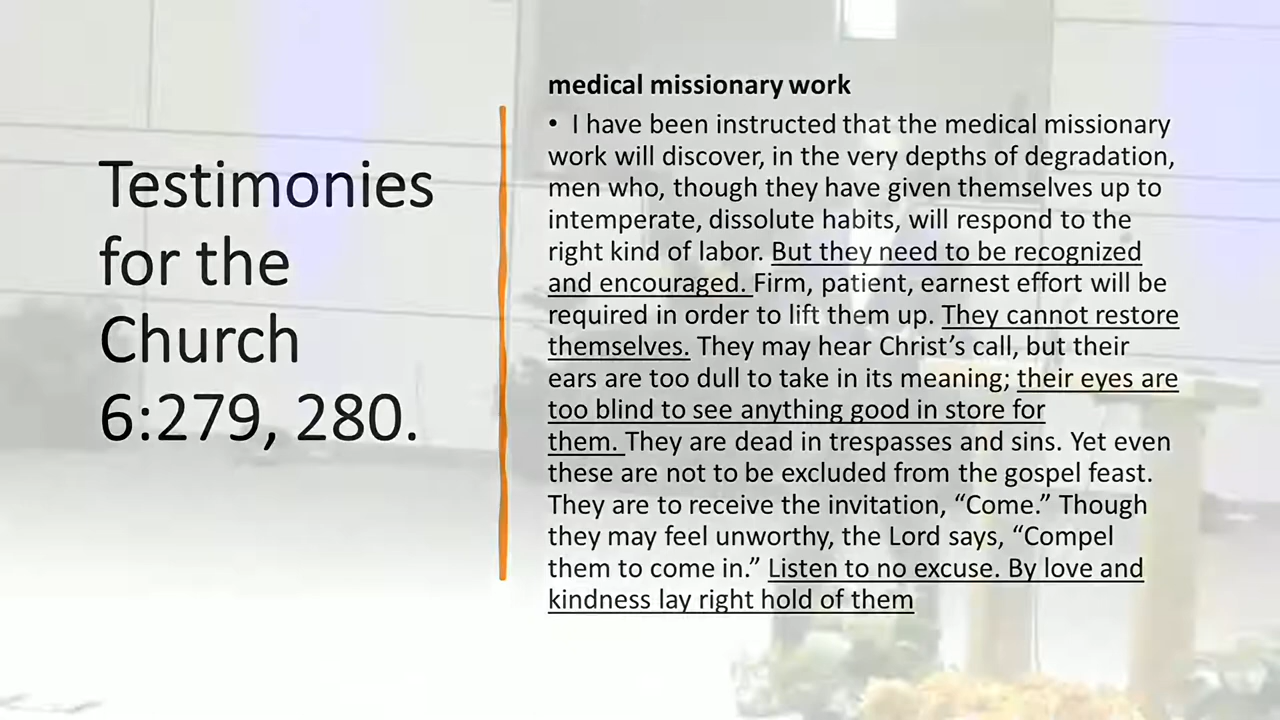 Testimonies
for the
Church
6:279, 280.
medical missionary work
• I have been instructed that the medical missionary
work will discover, in the very depths of degradation,
men who, though they have given themselves up to
intemperate, dissolute habits, will respond to the
right kind of labor. But they need to be recognized
and encouraged. Firm, patient, earnest effort will be
required in order to lift them up. They cannot restore
themselves. They may hear Christ’s call, but their
ears are too dull to take in its meaning; their eyes are
too blind to see anything good in store for
them. They are dead in trespasses and sins. Yet even
these are not to be excluded from the gospel feast.
They are to receive the invitation, “Come.” Though
they may feel unworthy, the Lord says, “Compel
them to come in.” Listen to no excuse. By love and
kindness lay right hold of them